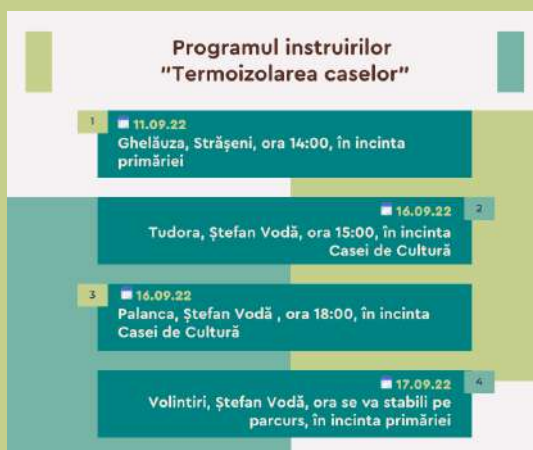 Programul instruirilor
"Termoizolarea caselor"
1
11.09.22
Ghelăuza, Strășeni, ora 14:00, în incinta
primăriei
2
16.09.22
Tudora, Ștefan Vodă, ora 15:00, în incinta
Casei de Cultură
3
16.09.22
Palanca, Ștefan Vodă , ora 18:00, în incinta
Casei de Cultură
4
17.09.22
Volintiri, Ștefan Vodă, ora se va stabili pe
parcurs, în incinta primăriei